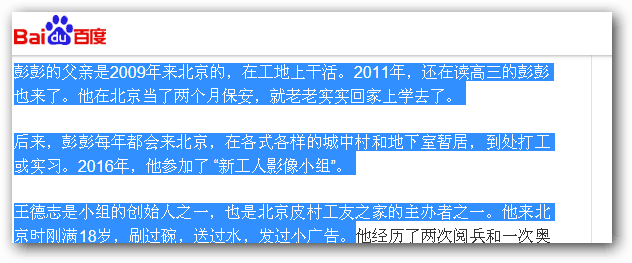 Bai du 百度
彭彭的父亲是2009年来北京的，在工地上干活。2011年，还在读高三的彭彭
也来了。他在北京当了两个月保安，就老老实实回家上学去了。
后来，彭彭每年都会来北京，在各式各样的城中村和地下室暂居，到处打工
或实习。2016年，他参加了 “新工人影像小组”。
王德志是小组的创始人之一，也是北京皮村工友之家的主办者之一。他来北
京时刚满18岁，刷过碗，送过水，发过小广告。他经历了两次阅兵和一次奥